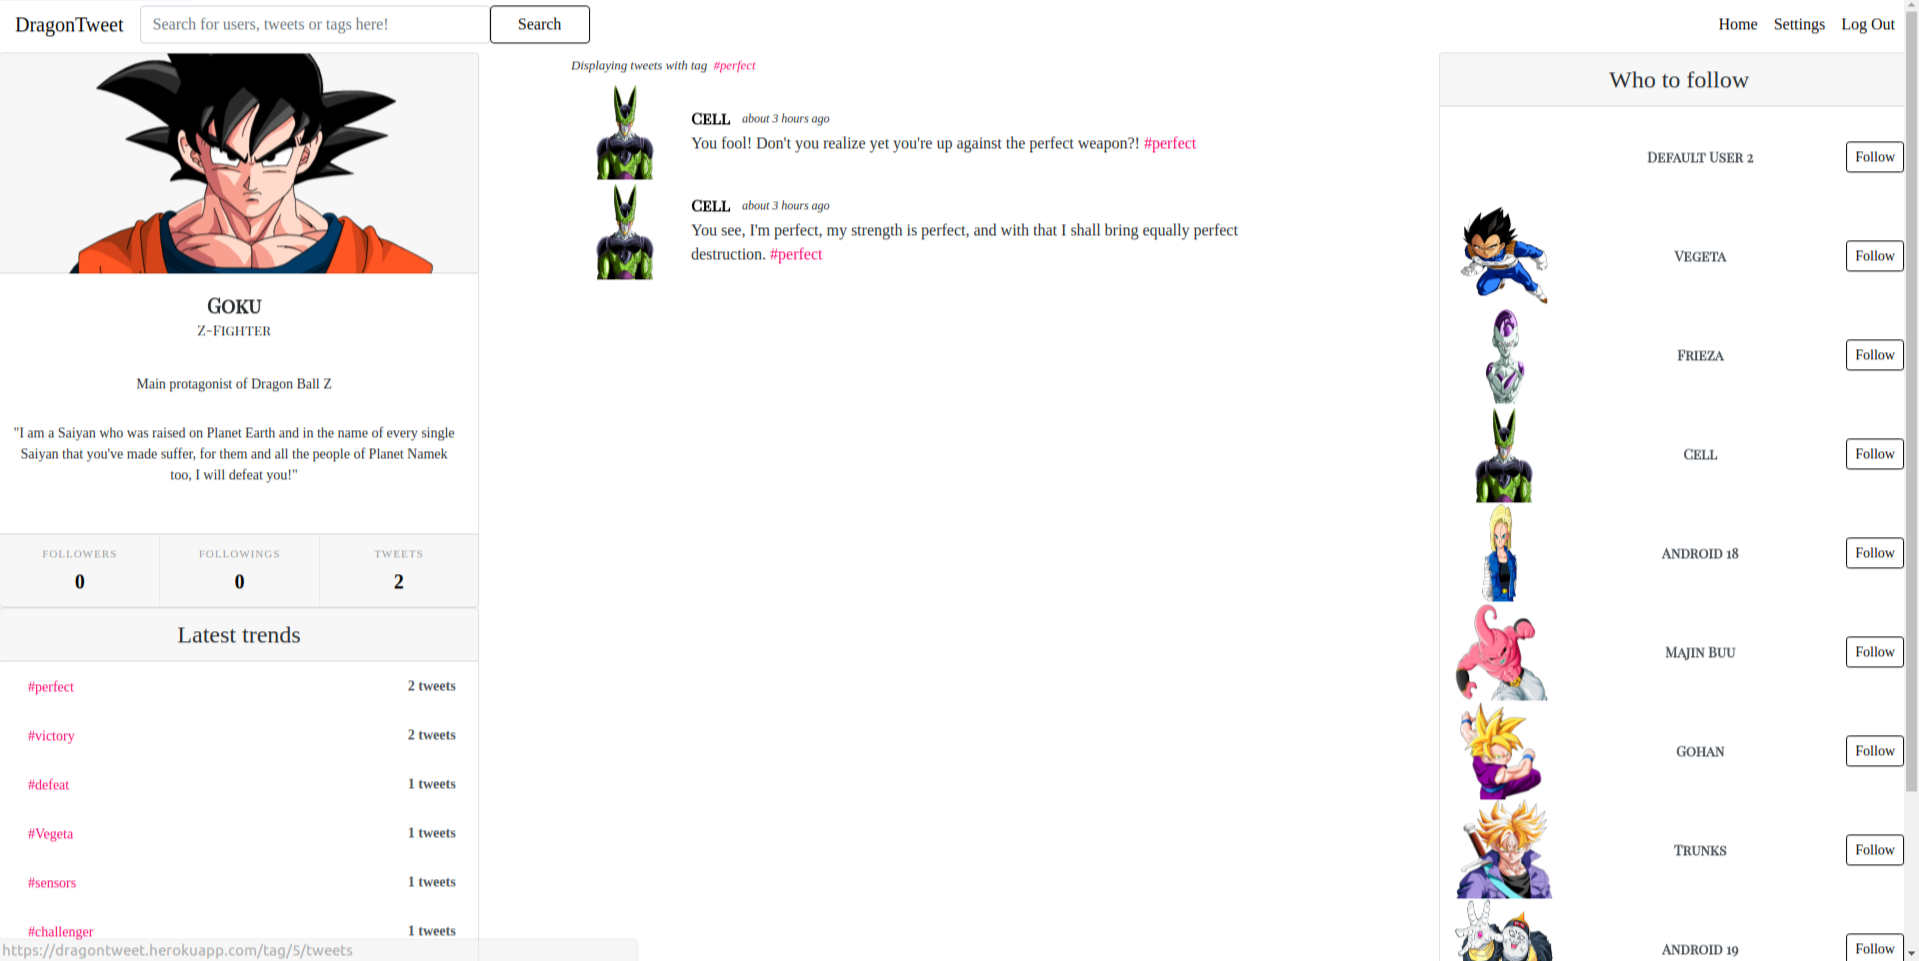 DragonTweet
Search for users, tweets or tags here!
Search
Home Settings Log Out
Goku
Z-Fighter
Main protagonist of Dragon Ball Z
"I am a Saiyan who was raised on Planet Earth and in the name of every single
Saiyan that you've made suffer, for them and all the people of Planet Namek
too, I will defeat you!"
FOLLOWERS FOLLOWINGS TWEETS
0 0 2
Latest trends
#perfect 2 tweets
#victory 2 tweets
#defeat 1 tweets
#Vegeta 1 tweets
#sensors 1 tweets
#challenger 1 tweets
https://dragontweet.herokuapp.com/tag/5/tweets
Displaying tweets with tag #perfect
Cell about 3 hours ago
You fool! Don't you realize yet you're up against the perfect weapon?! #perfect
Cell about 3 hours ago
You see, I'm perfect, my strength is perfect, and with that I shall bring equally perfect
destruction. #perfect
Who to follow
Default User 2 Follow
Vegeta Follow
Frieza Follow
Cell Follow
Android 18 Follow
Majin Buu Follow
Gohan Follow
Trunks Follow
Android 19 Follow